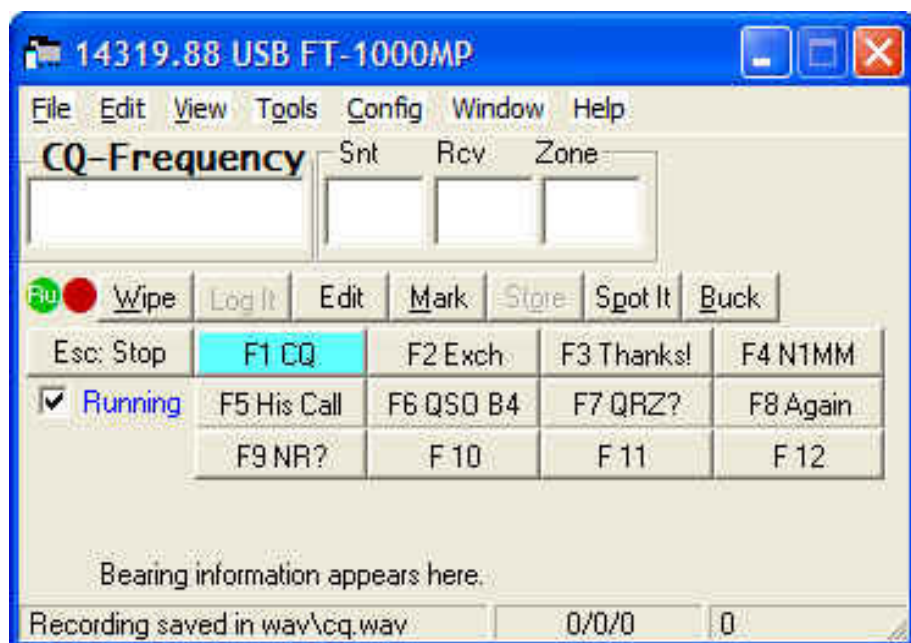 14319.88 USB FT-1000MP
File Edit View Tools Config Window Help
CQ-Frequency Snt Rcv Zone
Ru Wipe Log It Edit Mark Store Spot It Buck
Esc: Stop F1 CQ F2 Exch F3 Thanks! F4 N1MM
Running F5 His Call F6 QSO B4 F7 QRZ? F8 Again
F9 NR? F 10 F 11 F 12
Bearing information appears here.
Recording saved in wav\cq.wav 0/0/0 0